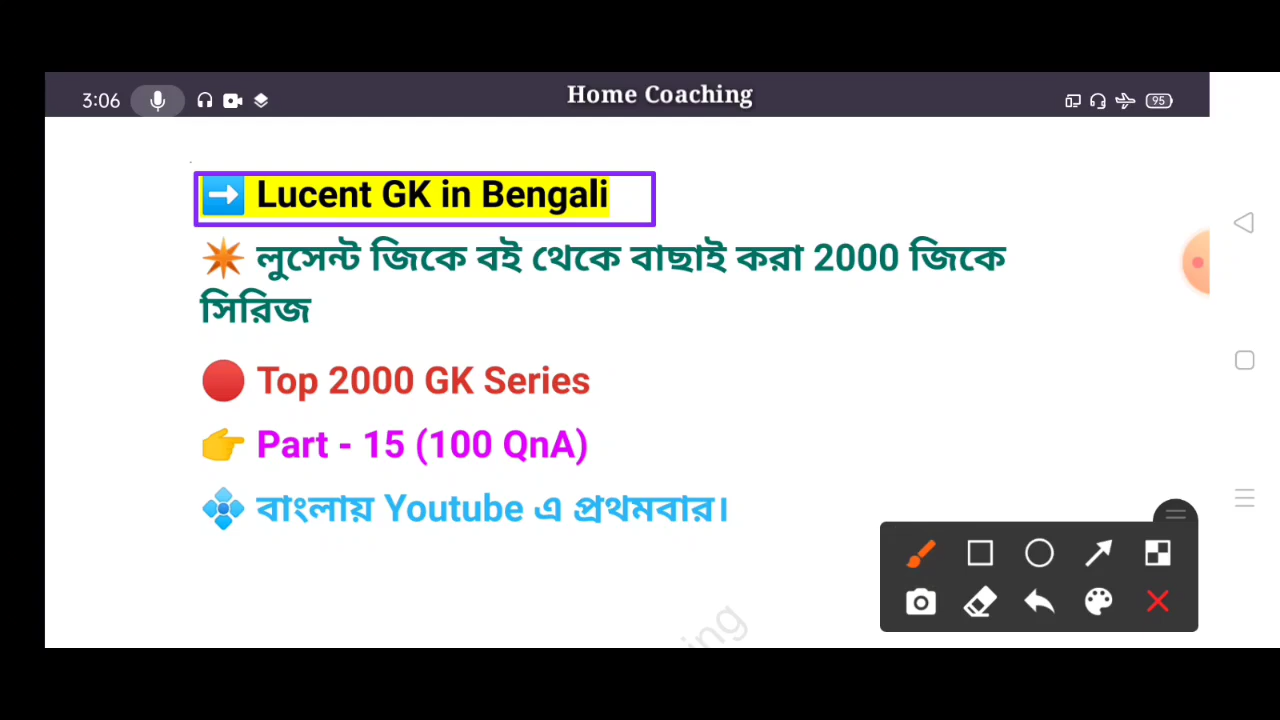 3:06
Home Coaching
95
➡️ Lucent GK in Bengali
লুসেন্ট জিকে বই থেকে বাছাই করা 2000 জিকে
সিরিজ
Top 2000 GK Series
Part - 15 (100 QnA)
বাংলায় Youtube এ প্রথমবার।
ing